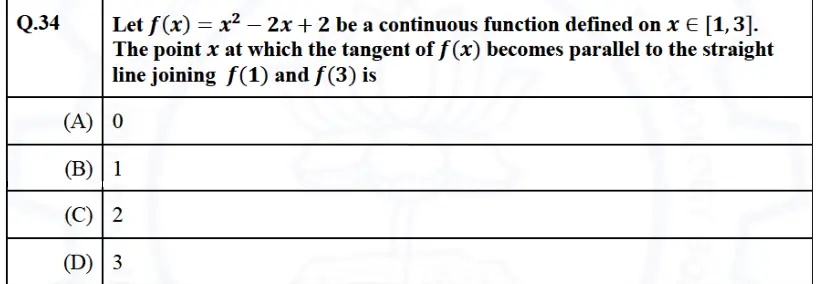 Q.34 Let f(x) = x² − 2x + 2 be a continuous function defined on x ∈ [1, 3].
The point x at which the tangent of f(x) becomes parallel to the straight
line joining f(1) and f(3) is
(A) 0
(B) 1
(C) 2
(D) 3